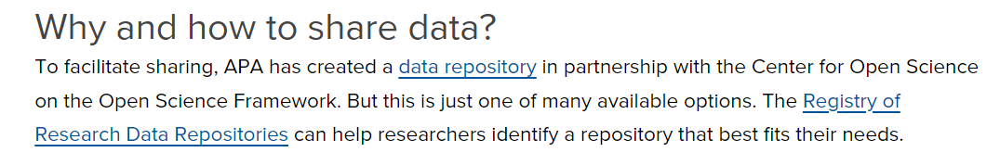 Why and how to share data?
To facilitate sharing, APA has created a data repository in partnership with the Center for Open Science
on the Open Science Framework. But this is just one of many available options. The Registry of
Research Data Repositories can help researchers identify a repository that best fits their needs.